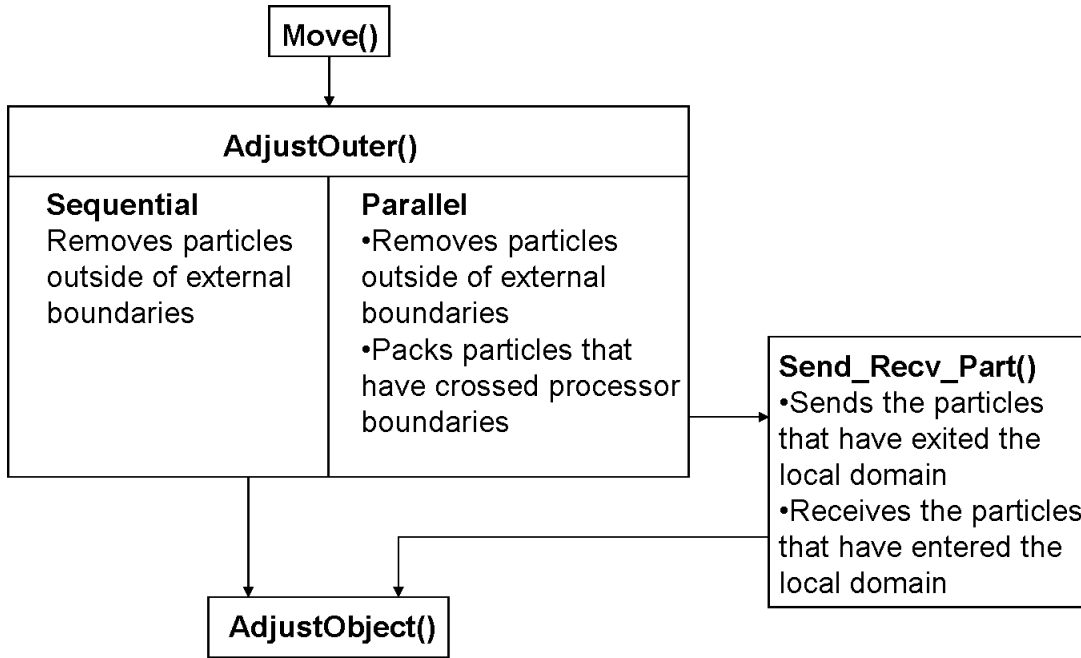 Move()
AdjustOuter()
Sequential
Removes particles
outside of external
boundaries
Parallel
•Removes particles
outside of external
boundaries
•Packs particles that
have crossed processor
boundaries
Send_Recv_Part()
•Sends the particles
that have exited the
local domain
•Receives the particles
that have entered the
local domain
AdjustObject()